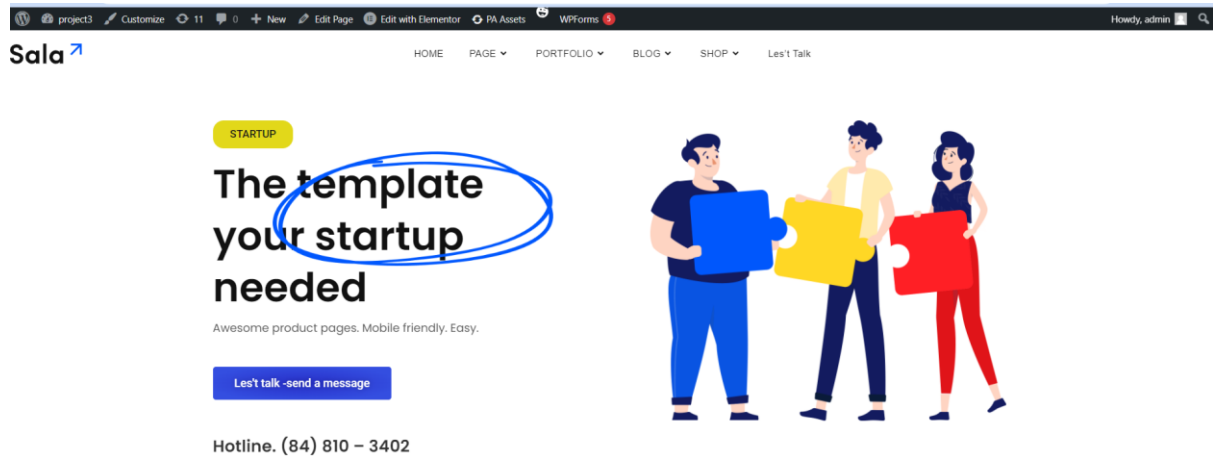 project3 Customize 11 0 New Edit Page Edit with Elementor PA Assets WPForms 5 Howdy, admin
Sala
HOME PAGE PORTFOLIO BLOG SHOP Les't Talk
STARTUP
The template
your startup
needed
Awesome product pages. Mobile friendly. Easy.
Les't talk -send a message
Hotline. (84) 810 – 3402